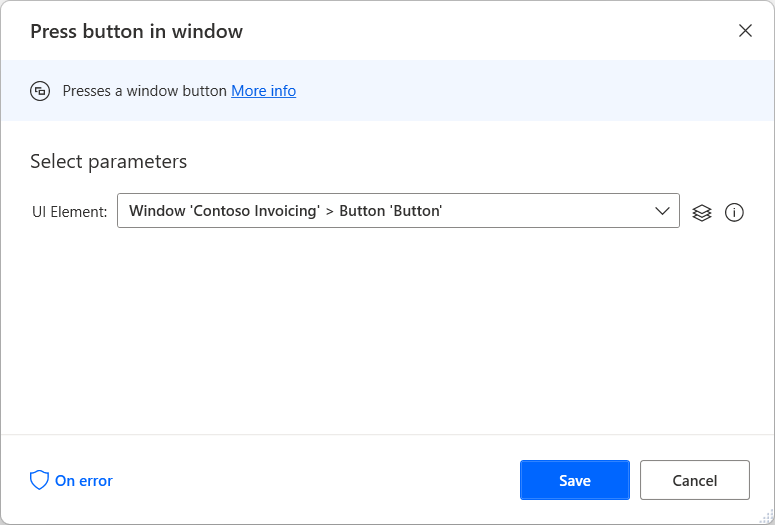 Press button in window
Presses a window button More info
Select parameters
UI Element: Window 'Contoso Invoicing' > Button 'Button'
On error Save Cancel